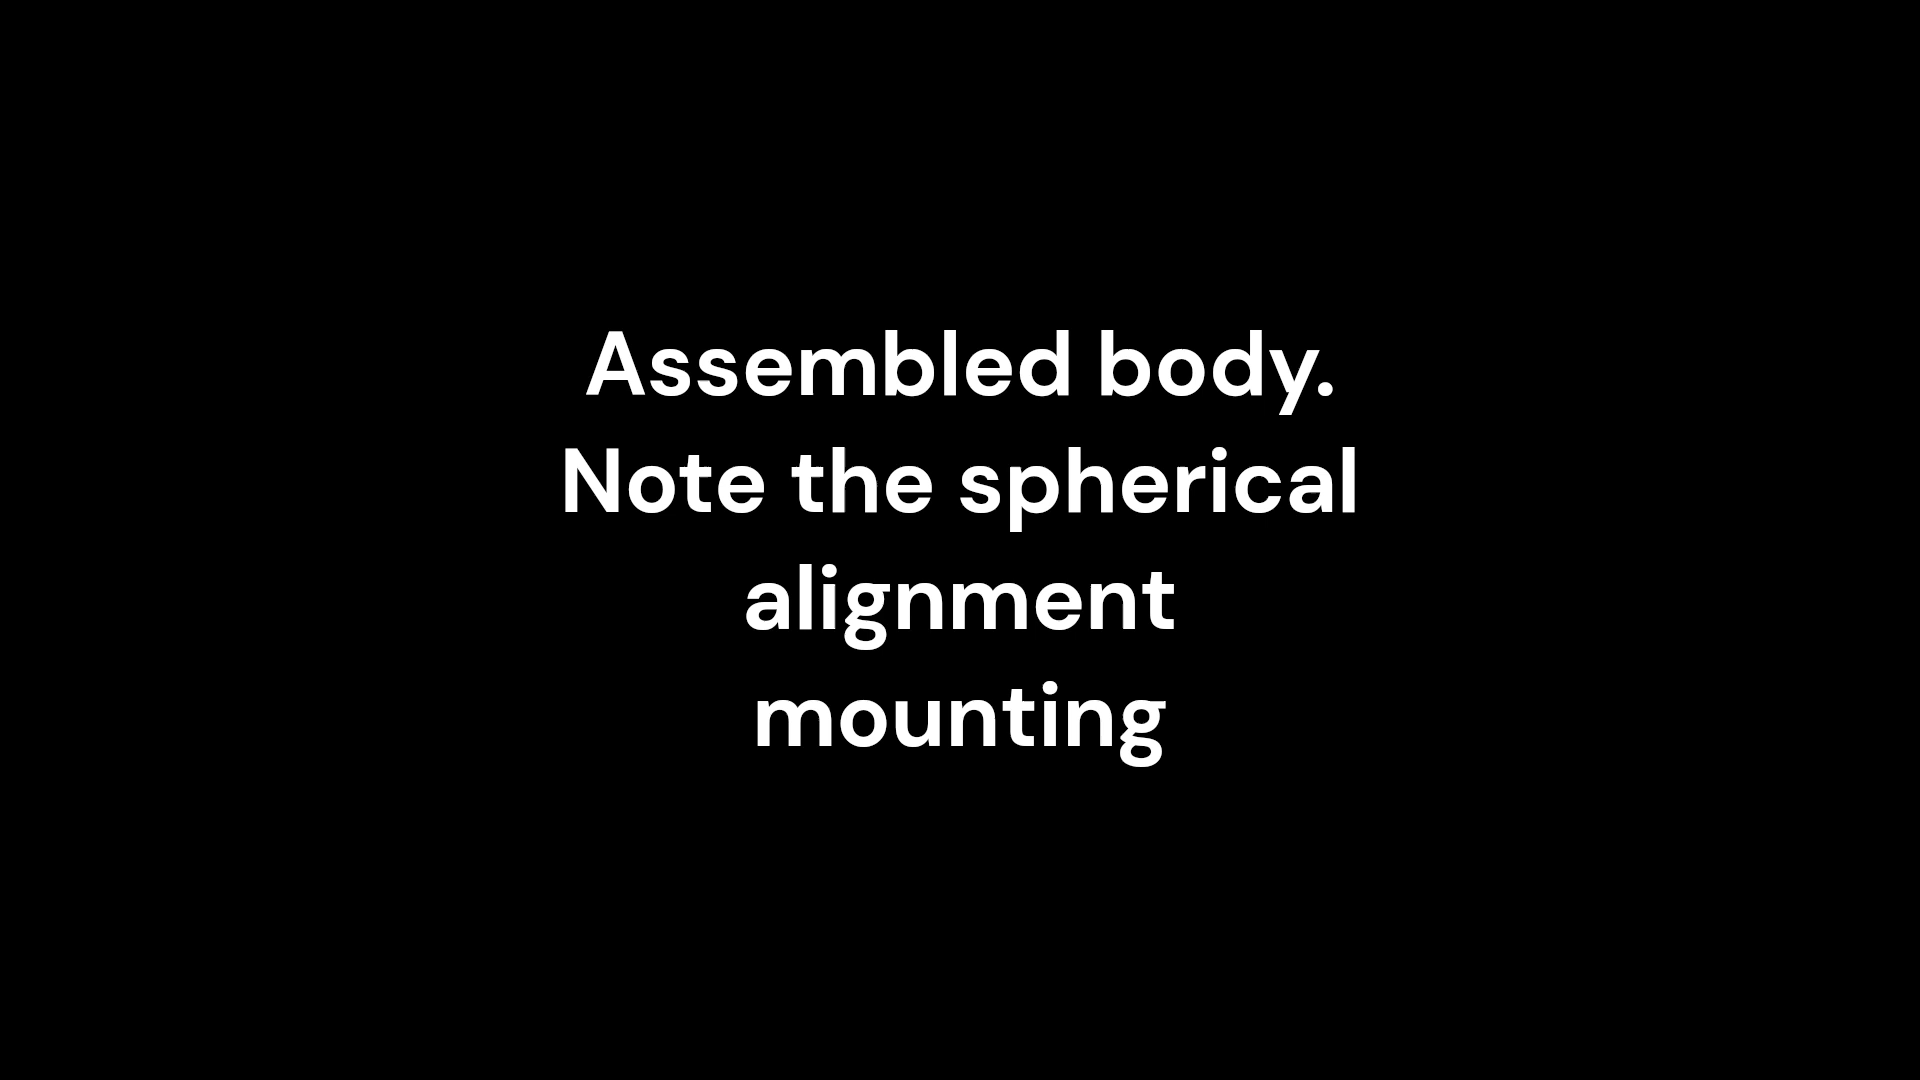 Assembled body.
Note the spherical
alignment
mounting